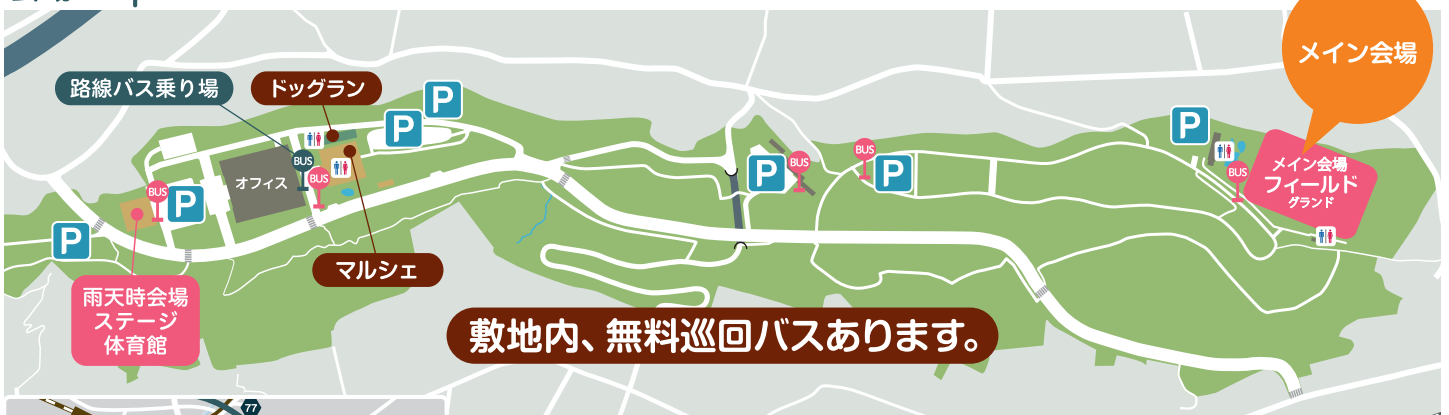 メイン会場
路線バス乗り場
ドッグラン
P
P
P
BUS
オフィス
BUS
BUS
P
P
BUS
P
BUS
P
BUS
メイン会場
フィールド
グランド
マルシェ
雨天時会場
ステージ
体育館
敷地内、無料巡回バスあります。
77